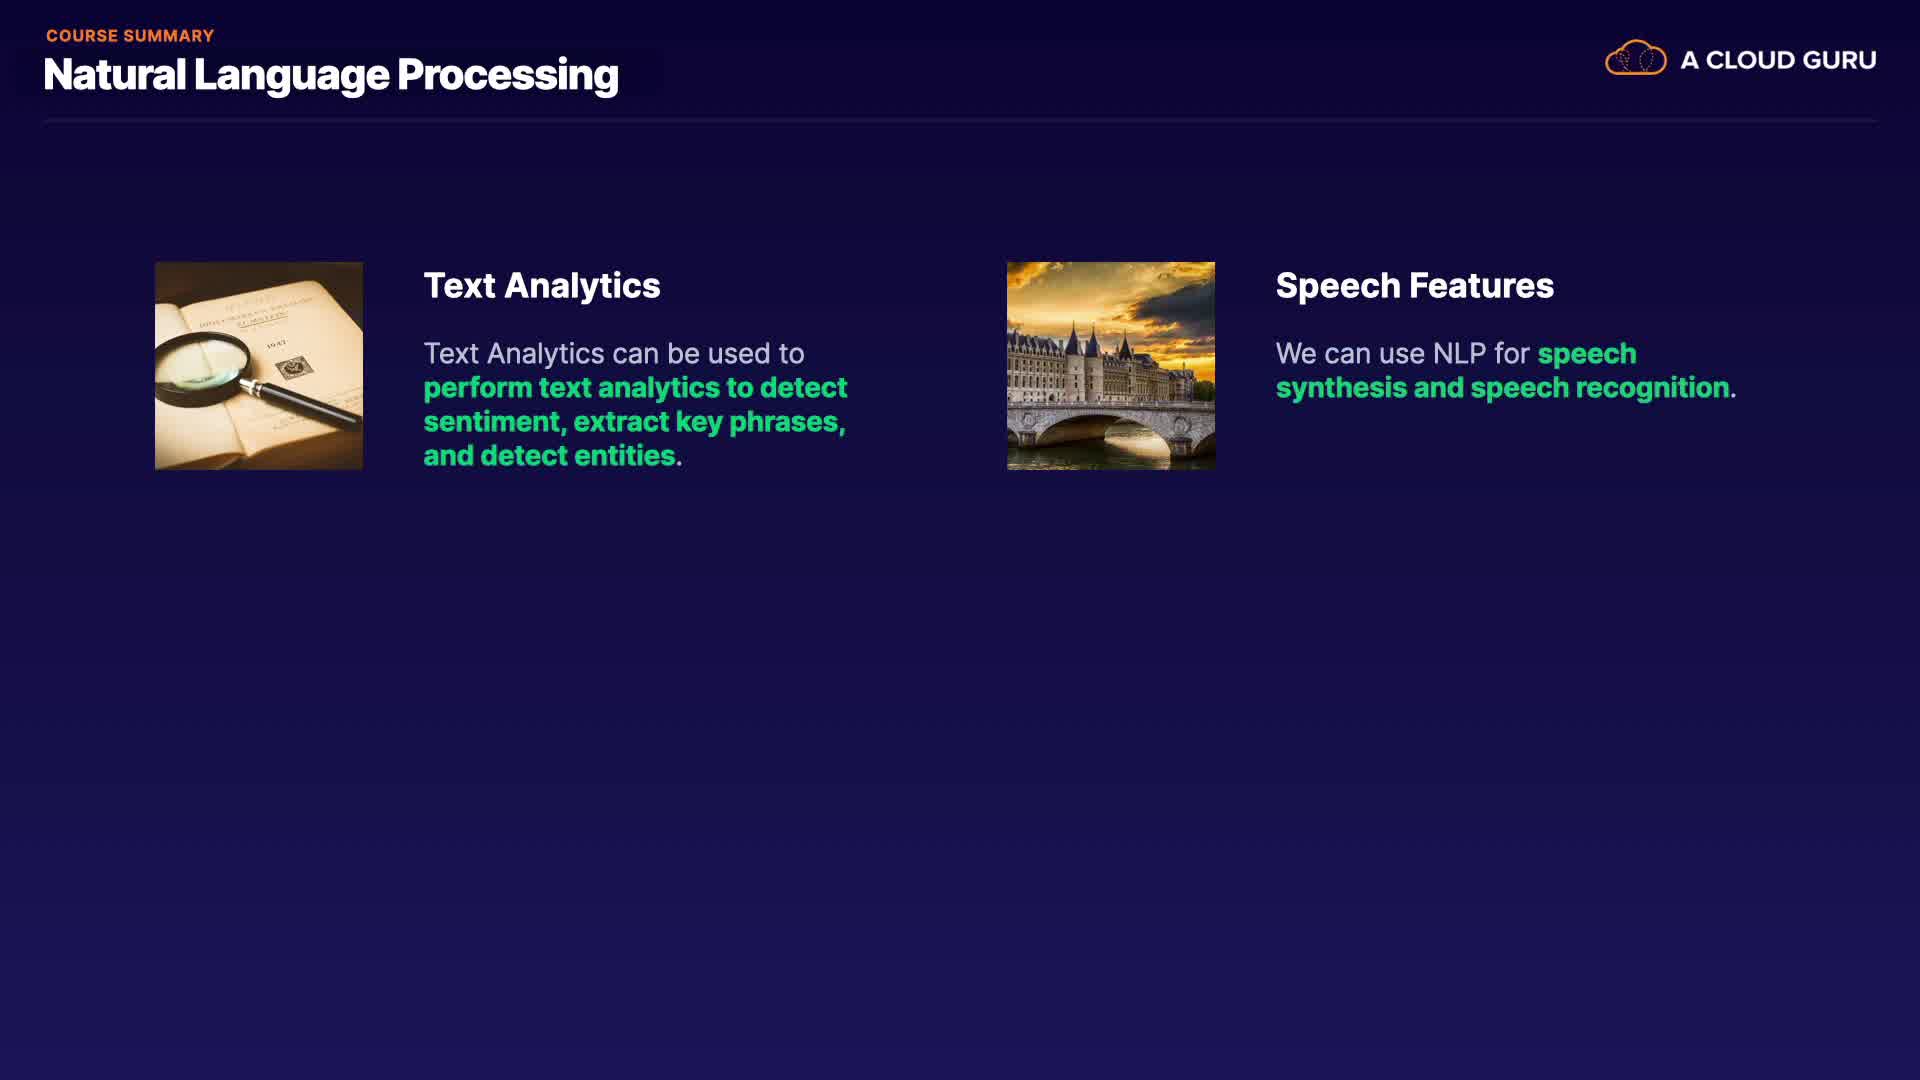 COURSE SUMMARY
Natural Language Processing
A CLOUD GURU
Text Analytics
Text Analytics can be used to
perform text analytics to detect
sentiment, extract key phrases,
and detect entities.
1947
Speech Features
We can use NLP for speech
synthesis and speech recognition.